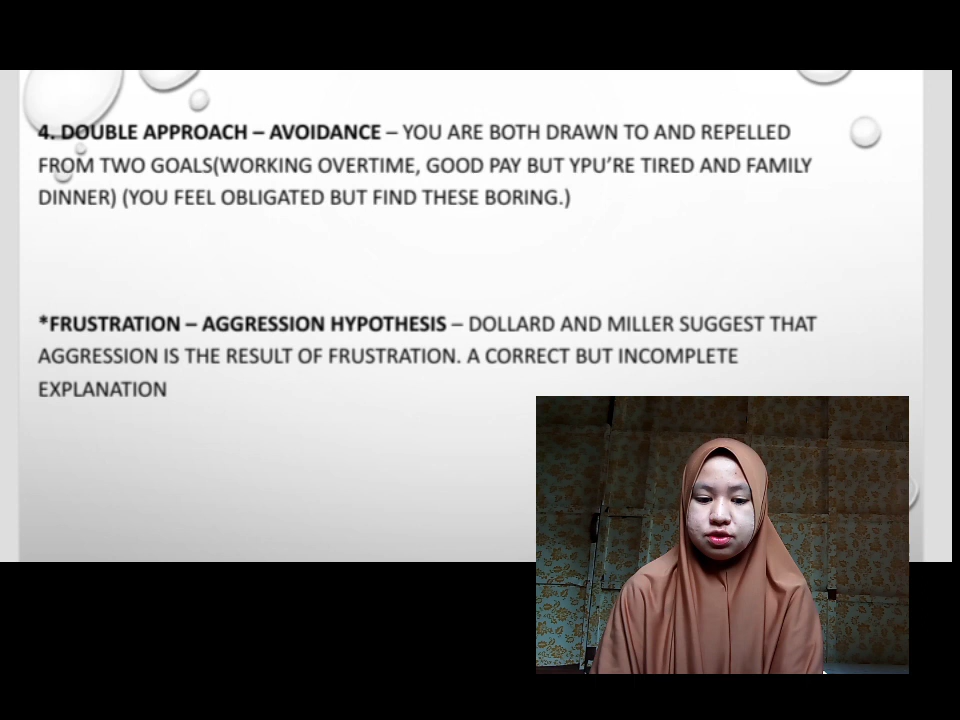 4. DOUBLE APPROACH – AVOIDANCE – YOU ARE BOTH DRAWN TO AND REPELLED
FROM TWO GOALS(WORKING OVERTIME, GOOD PAY BUT YPU'RE TIRED AND FAMILY
DINNER) (YOU FEEL OBLIGATED BUT FIND THESE BORING.)
*FRUSTRATION – AGGRESSION HYPOTHESIS – DOLLARD AND MILLER SUGGEST THAT
AGGRESSION IS THE RESULT OF FRUSTRATION. A CORRECT BUT INCOMPLETE
EXPLANATION